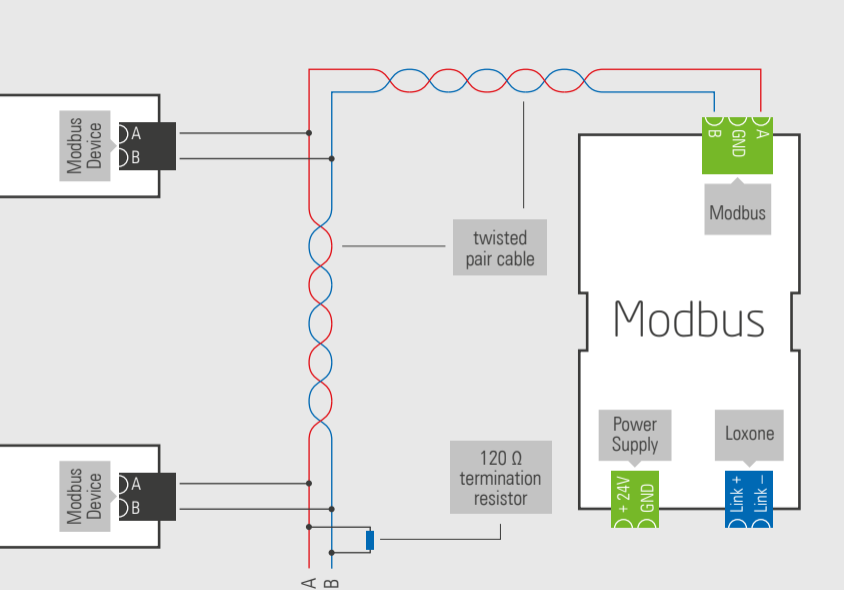 Modbus
Device
A
B
B
GND
A
Modbus
twisted
pair cable
Modbus
Power
Supply
Loxone
+ 24V
GND
Link +
Link –
120 Ω
termination
resistor
Modbus
Device
A
B
A
B